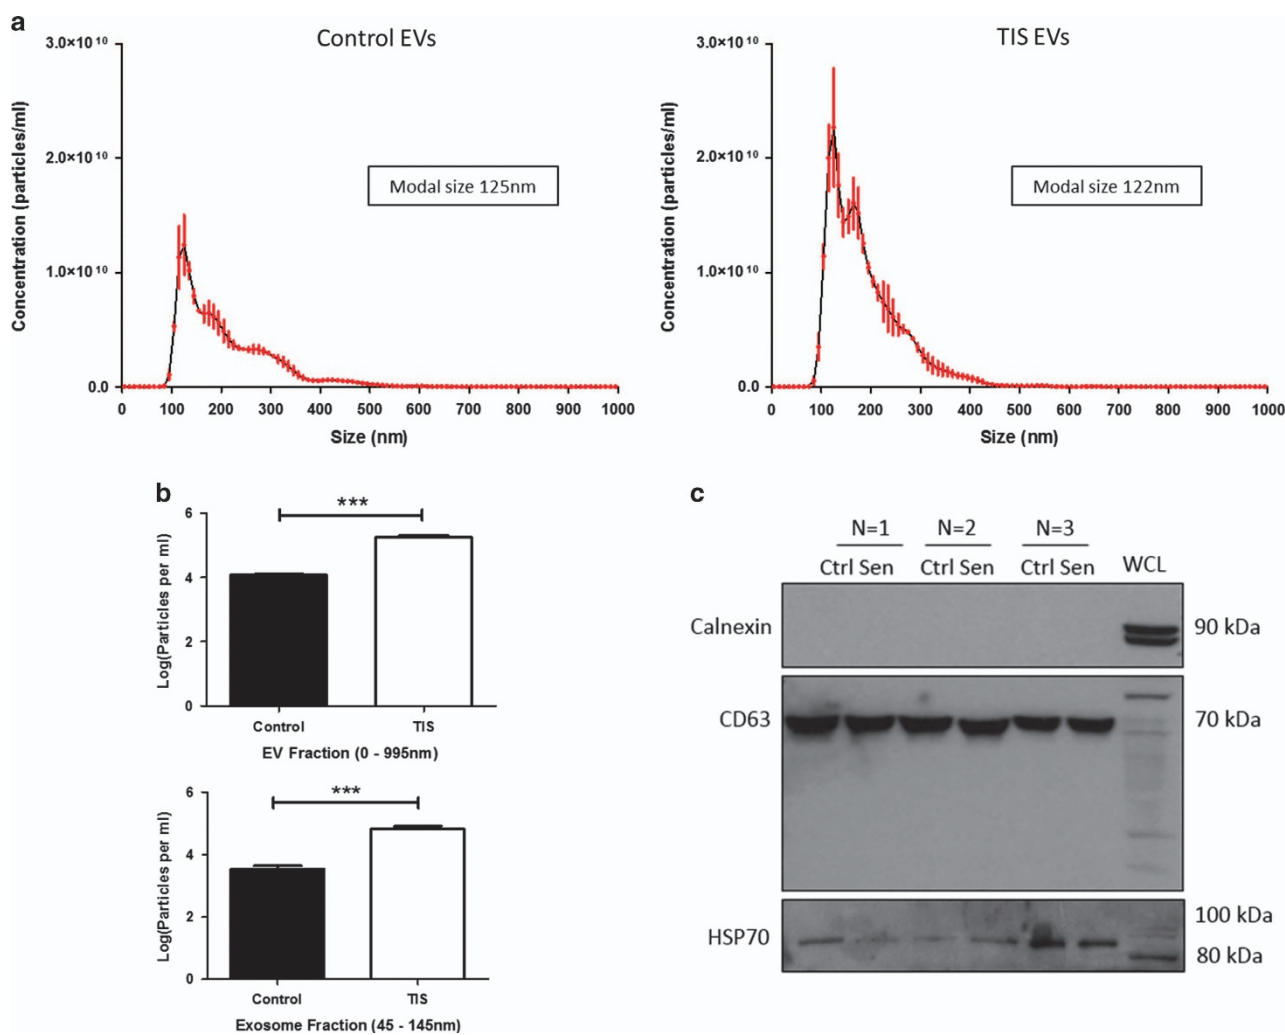 a
Control EVs
3.0×10¹⁰
2.0×10¹⁰
1.0×10¹⁰
0.0
Concentration (particles/ml)
Modal size 125nm
0 100 200 300 400 500 600 700 800 900 1000
Size (nm)
TIS EVs
3.0×10¹⁰
2.0×10¹⁰
1.0×10¹⁰
0.0
Concentration (particles/ml)
Modal size 122nm
0 100 200 300 400 500 600 700 800 900 1000
Size (nm)
b
***
6
4
2
0
Log(Particles per ml)
Control TIS
EV Fraction (0 - 995nm)
***
6
4
2
0
Log(Particles per ml)
Control TIS
Exosome Fraction (45 - 145nm)
c
N=1 N=2 N=3
Ctrl Sen Ctrl Sen Ctrl Sen WCL
Calnexin 90 kDa
CD63 70 kDa
100 kDa
HSP70
80 kDa